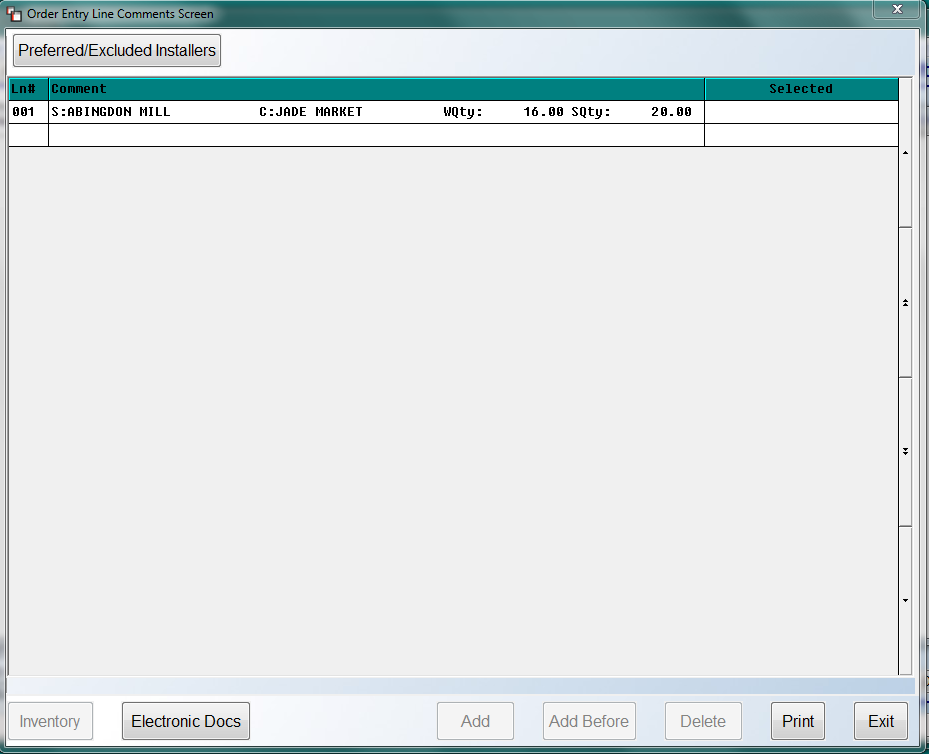 Order Entry Line Comments Screen
Preferred/Excluded Installers
Ln# Comment Selected
001 S:ABINGDON MILL C:JADE MARKET WQty: 16.00 SQty: 20.00
Inventory Electronic Docs Add Add Before Delete Print Exit